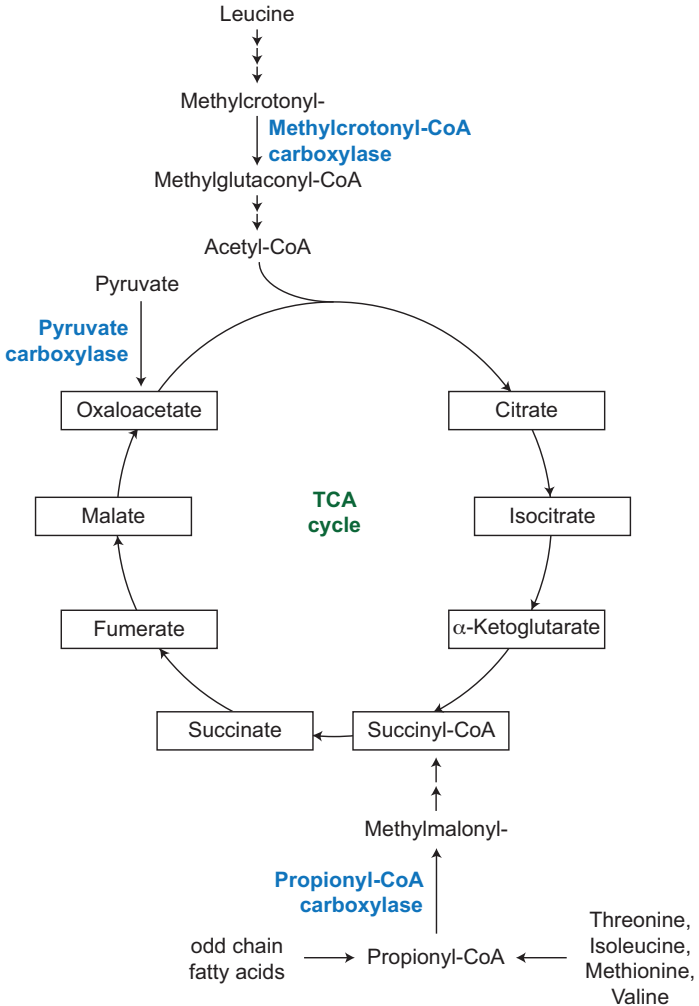 Leucine
Methylcrotonyl-
Methylcrotonyl-CoA
carboxylase
Methylglutaconyl-CoA
Acetyl-CoA
Pyruvate
Pyruvate
carboxylase
Oxaloacetate
Citrate
TCA
cycle
Malate
Isocitrate
Fumerate
α-Ketoglutarate
Succinate
Succinyl-CoA
Methylmalonyl-
Propionyl-CoA
carboxylase
odd chain
fatty acids
Propionyl-CoA
Threonine,
Isoleucine,
Methionine,
Valine